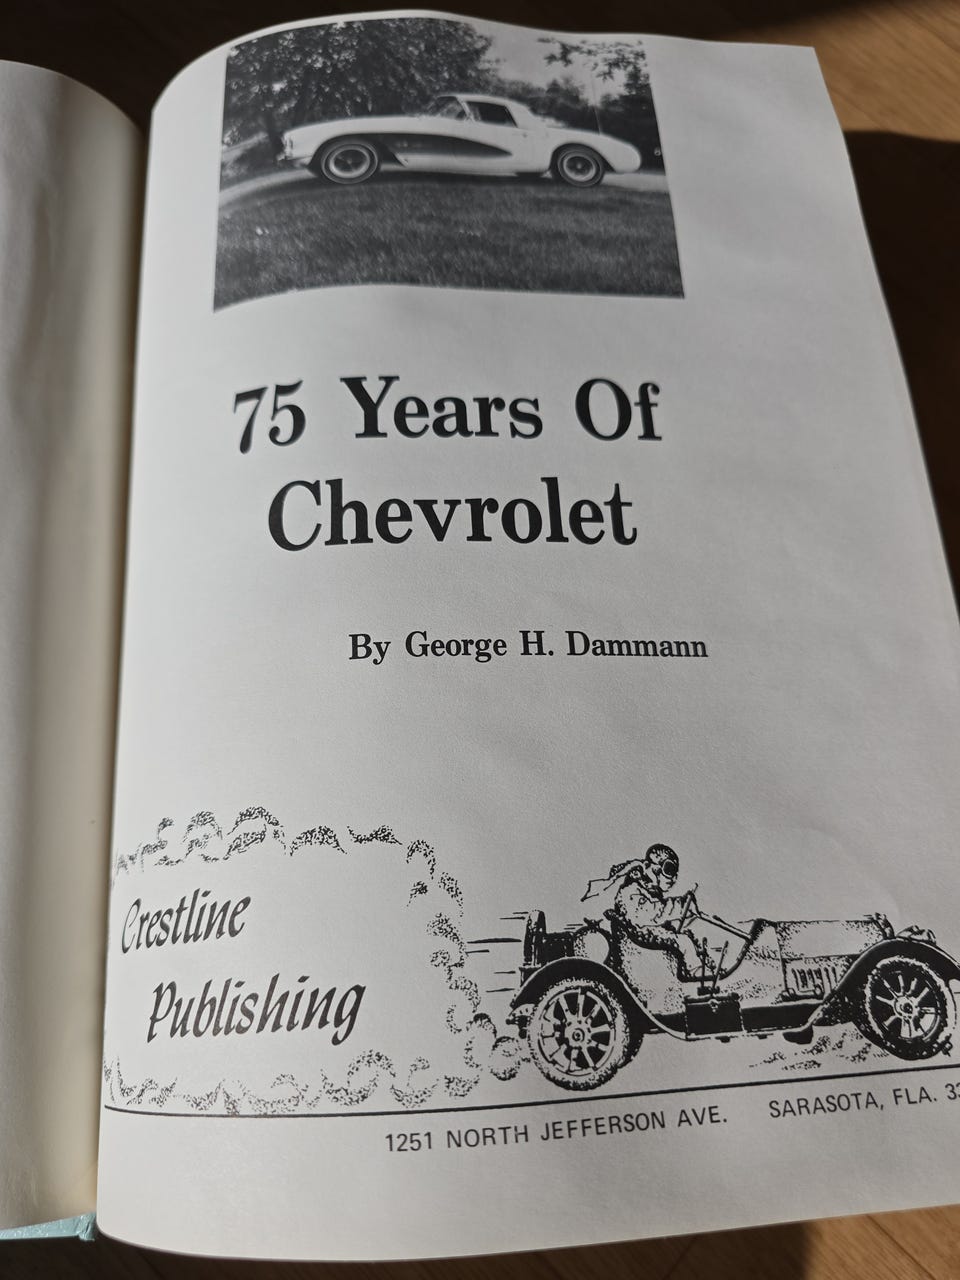 75 Years Of
Chevrolet
By George H. Dammann
Crestline
Publishing
1251 NORTH JEFFERSON AVE. SARASOTA, FLA.